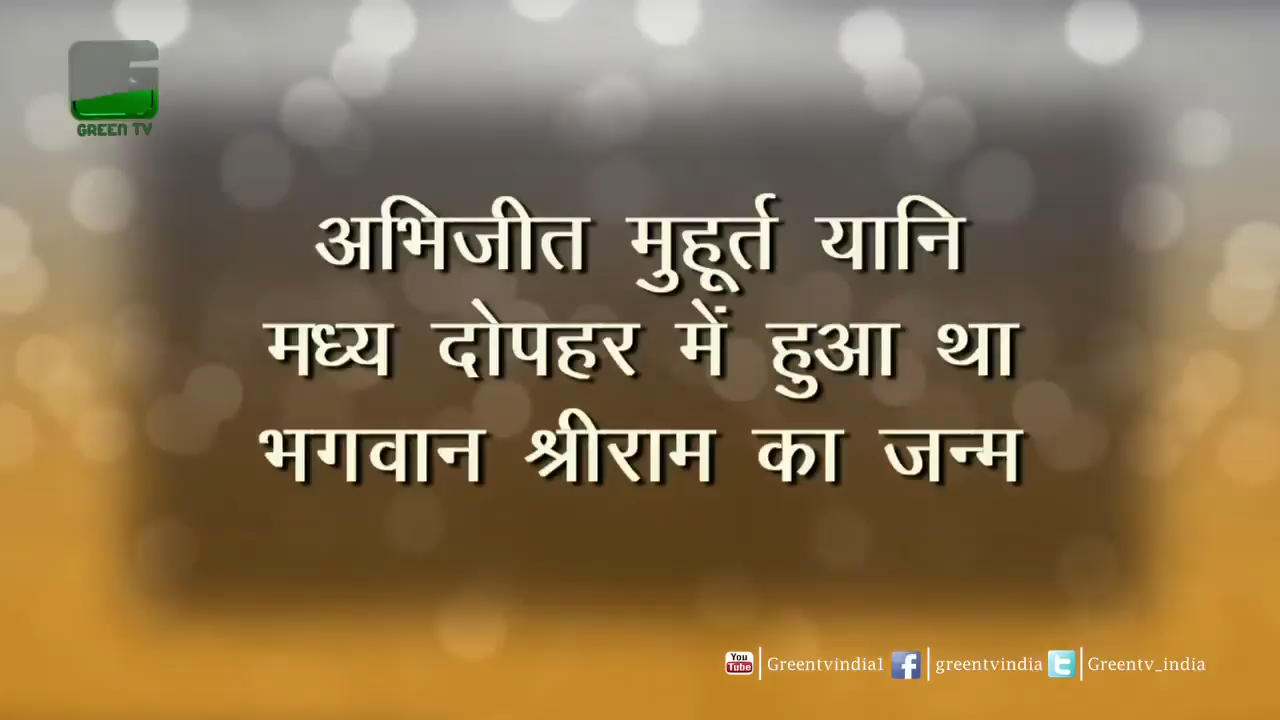 GREEN TV
अभिजीत मुहूर्त यानि
मध्य दोपहर में हुआ था
भगवान श्रीराम का जन्म
You Tube | Greentvindia1 f | greentvindia t | Greentv_india